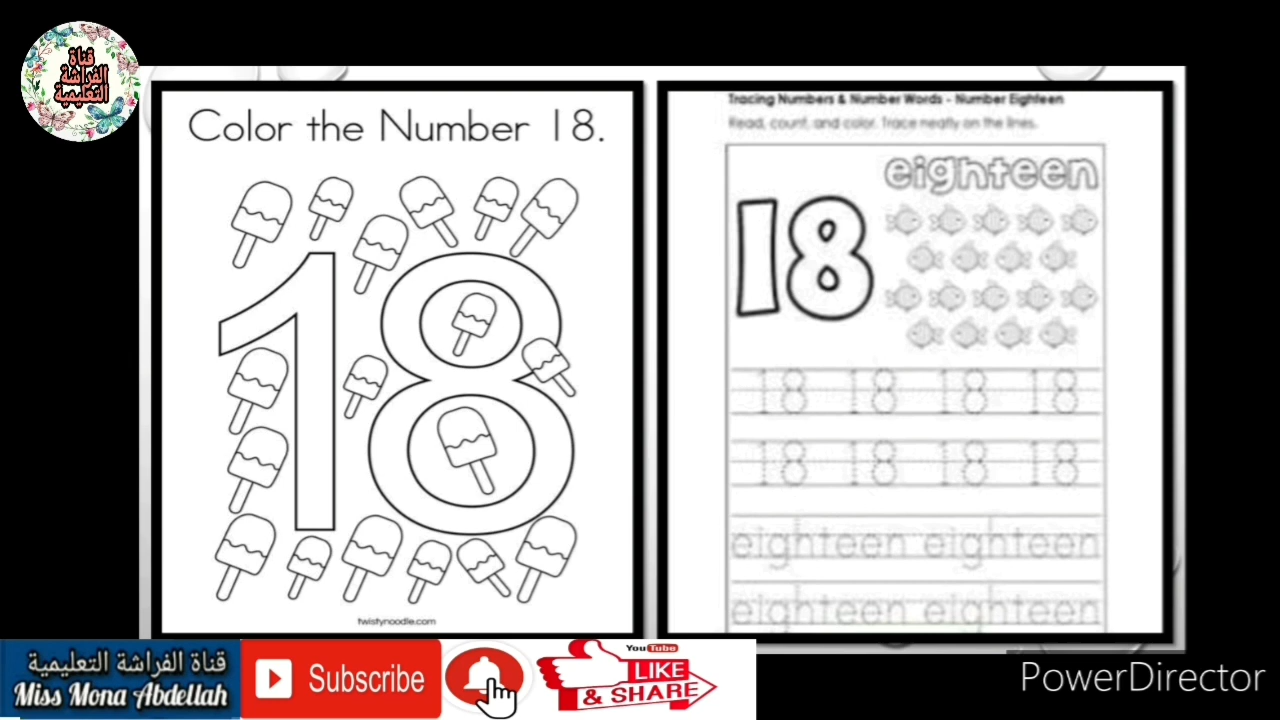 قناة
الفراشة
التعليمية
Color the Number 18.
18
twistynoodle.com
Tracing Numbers & Number Words - Number Eighteen
Read, count, and color. Trace neatly on the lines.
eighteen
18
18 18 18 18
18 18 18 18
eighteen eighteen
eighteen eighteen
قناة الفراشة التعليمية
Miss Mona Abdellah
Subscribe
YouTube
LIKE
& SHARE
PowerDirector